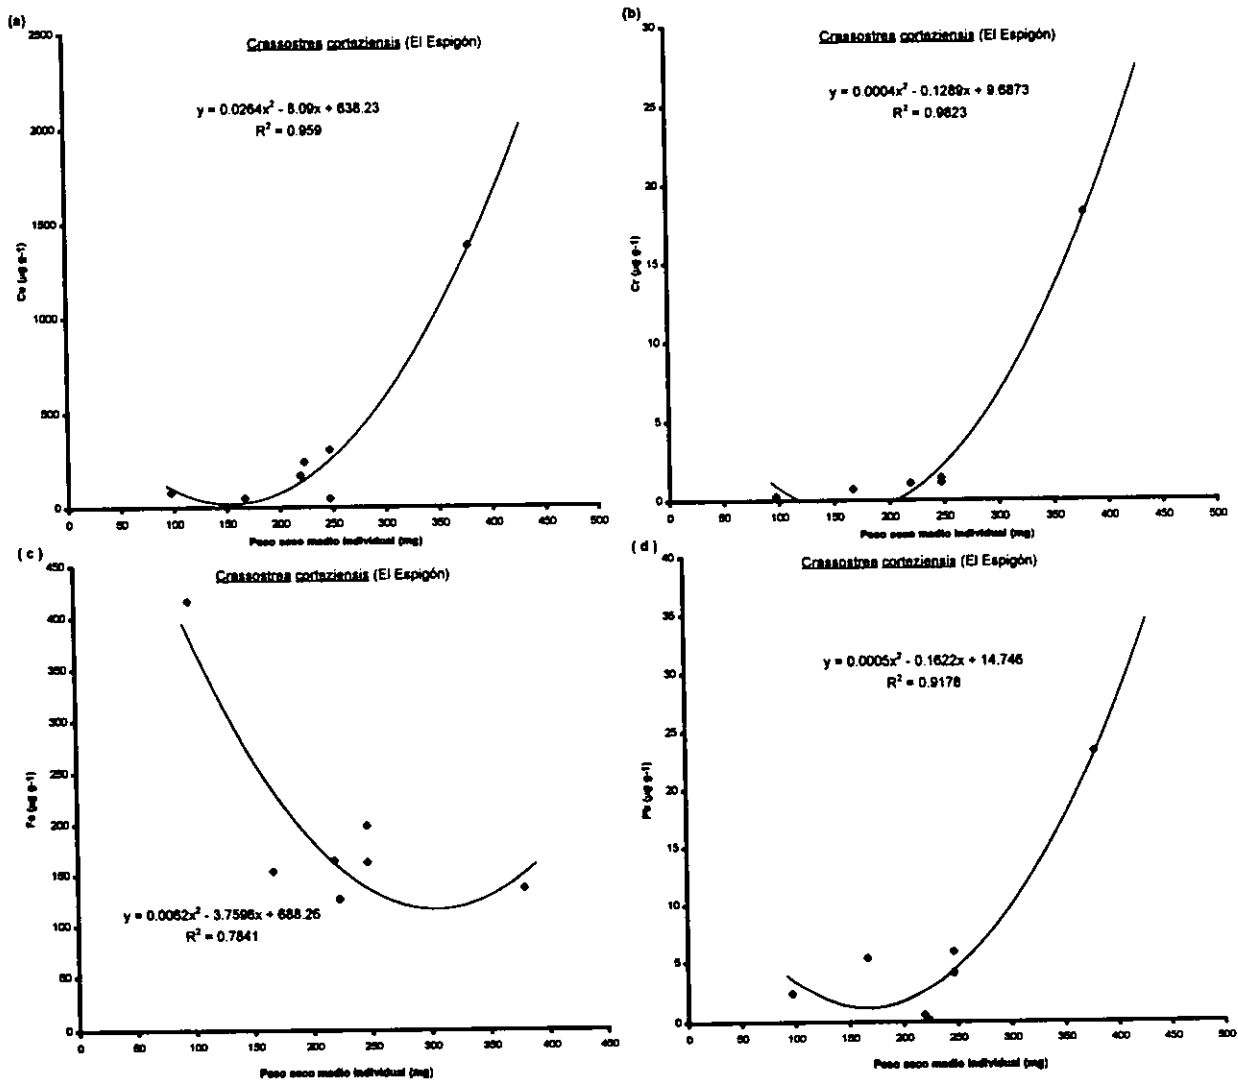 (a)
Crassostrea corteziensis (El Espigón)
y = 0.0264x² - 8.09x + 638.23
R² = 0.959
2500
2000
1500
1000
500
0
(µg g-1)
0 50 100 150 200 250 300 350 400 450 500
Peso seco medio individual (mg)
(b)
Crassostrea corteziensis (El Espigón)
y = 0.0004x² - 0.1289x + 9.6873
R² = 0.9823
30
25
20
15
10
5
0
Cr (µg g-1)
0 50 100 150 200 250 300 350 400 450 500
Peso seco medio individual (mg)
( c )
Crassostrea corteziensis (El Espigón)
450
400
350
300
250
200
150
100
50
0
Fe (µg g-1)
y = 0.0062x² - 3.7598x + 688.26
R² = 0.7841
0 50 100 150 200 250 300 350 400 450
Peso seco medio individual (mg)
( d )
Crassostrea corteziensis (El Espigón)
y = 0.0005x² - 0.1622x + 14.746
R² = 0.9178
40
35
30
25
20
15
10
5
0
Pb (µg g-1)
0 50 100 150 200 250 300 350 400 450 500
Peso seco medio individual (mg)